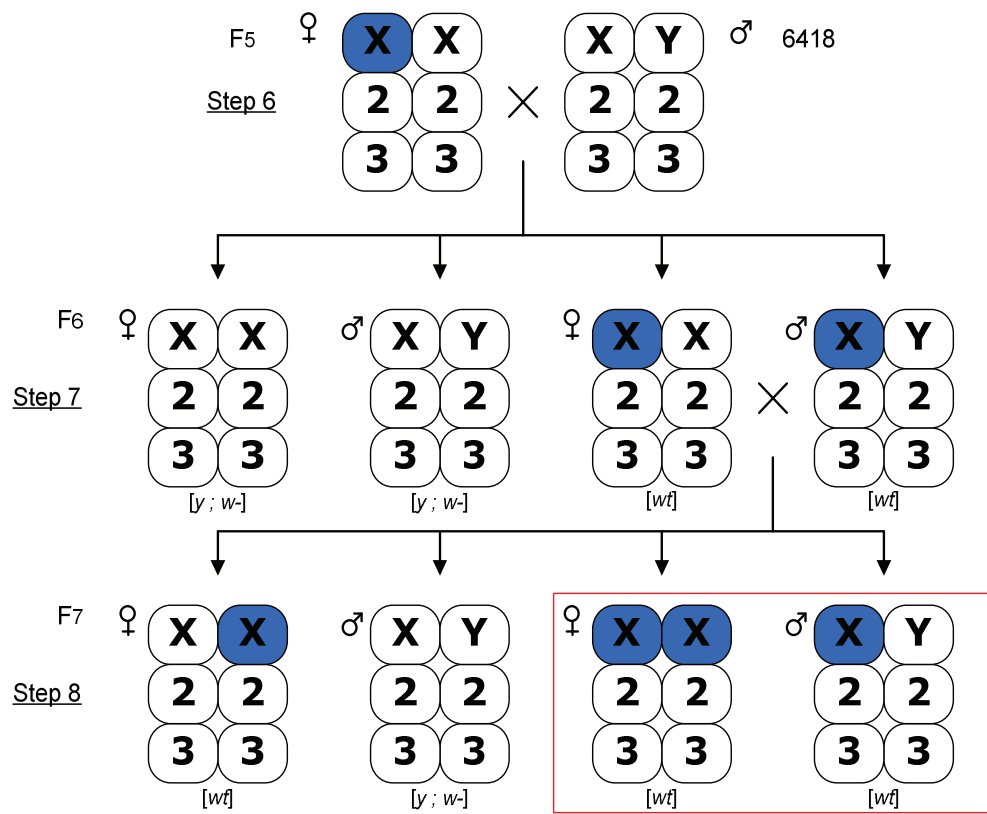 F5 ♀ X X X Y ♂ 6418
Step 6 2 2 2 2
3 3 3 3
F6 ♀ X X ♂ X Y ♀ X X ♂ X Y
Step 7 2 2 2 2 2 2 2 2
3 3 3 3 3 3 3 3
[y ; w-] [y ; w-] [wt] [wt]
F7 ♀ X X ♂ X Y ♀ X X ♂ X Y
Step 8 2 2 2 2 2 2 2 2
3 3 3 3 3 3 3 3
[wt] [y ; w-] [wt] [wt]